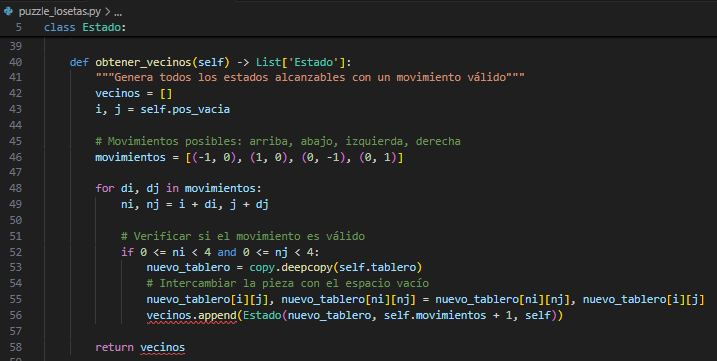 puzzle_losetas.py > ...
5 class Estado:
39
40 def obtener_vecinos(self) -> List['Estado']:
41 """Genera todos los estados alcanzables con un movimiento válido"""
42 vecinos = []
43 i, j = self.pos_vacia
44
45 # Movimientos posibles: arriba, abajo, izquierda, derecha
46 movimientos = [(-1, 0), (1, 0), (0, -1), (0, 1)]
47
48 for di, dj in movimientos:
49 ni, nj = i + di, j + dj
50
51 # Verificar si el movimiento es válido
52 if 0 <= ni < 4 and 0 <= nj < 4:
53 nuevo_tablero = copy.deepcopy(self.tablero)
54 # Intercambiar la pieza con el espacio vacío
55 nuevo_tablero[i][j], nuevo_tablero[ni][nj] = nuevo_tablero[ni][nj], nuevo_tablero[i][j]
56 vecinos.append(Estado(nuevo_tablero, self.movimientos + 1, self))
57
58 return vecinos
59